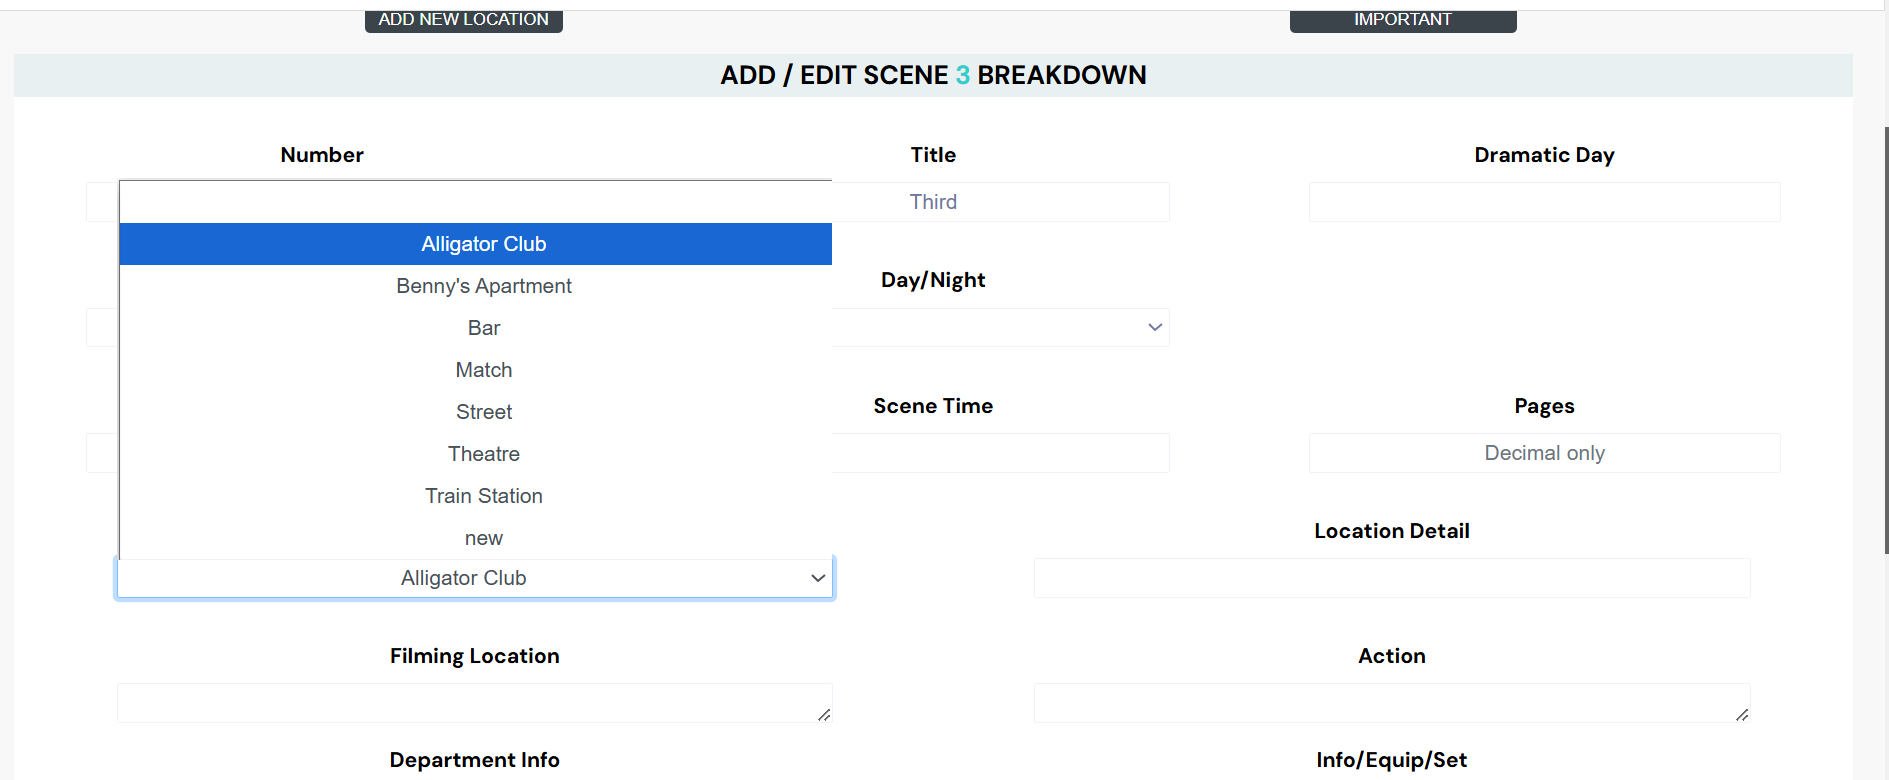 ADD NEW LOCATION
IMPORTANT
ADD / EDIT SCENE 3 BREAKDOWN
Number
Title
Dramatic Day
Third
Alligator Club
Benny's Apartment
Day/Night
Bar
Match
Street
Scene Time
Pages
Theatre
Decimal only
Train Station
new
Location Detail
Alligator Club
Filming Location
Action
Department Info
Info/Equip/Set